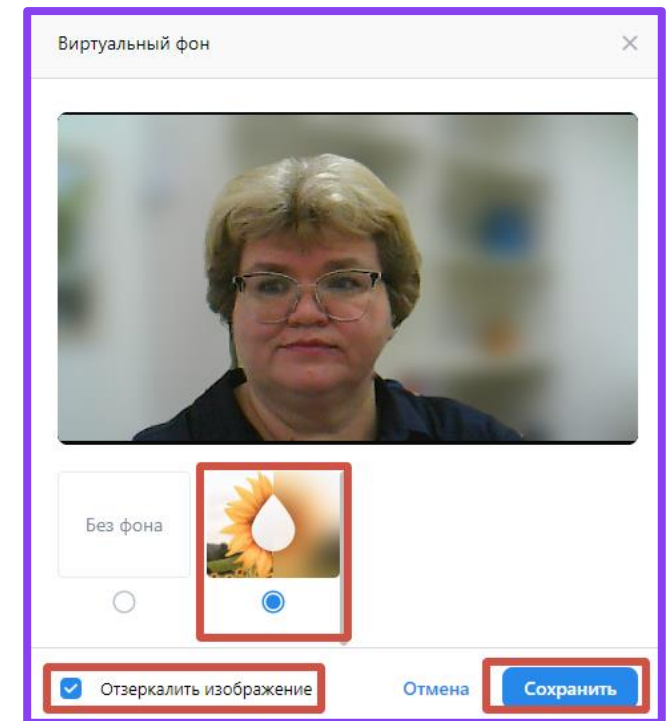 Виртуальный фон
Без фона
Отзеркалить изображение
Отмена
Сохранить